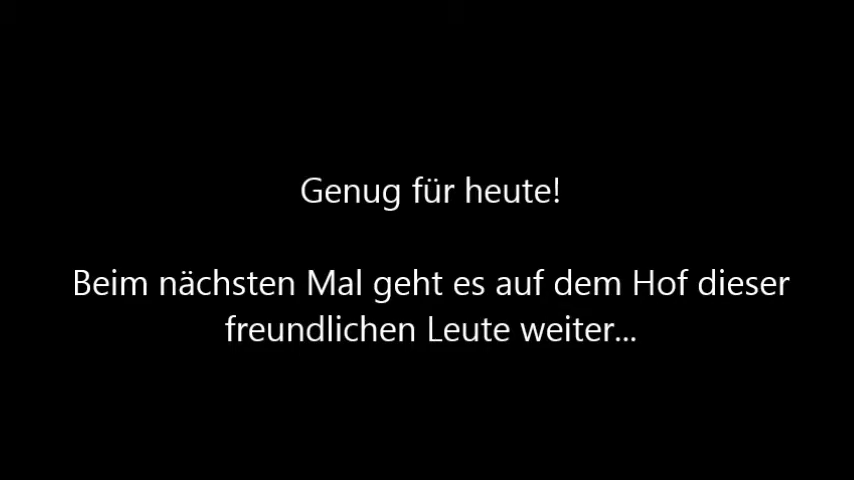 Genug für heute!
Beim nächsten Mal geht es auf dem Hof dieser
freundlichen Leute weiter...